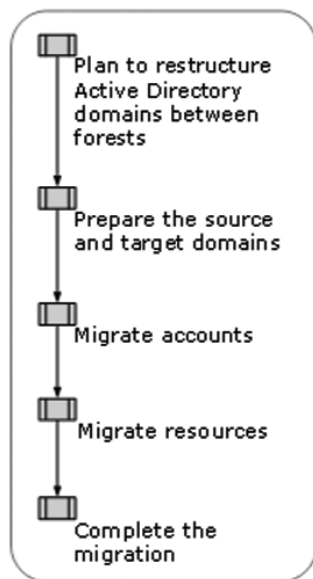 Plan to restructure
Active Directory
domains between
forests
Prepare the source
and target domains
Migrate accounts
Migrate resources
Complete the
migration